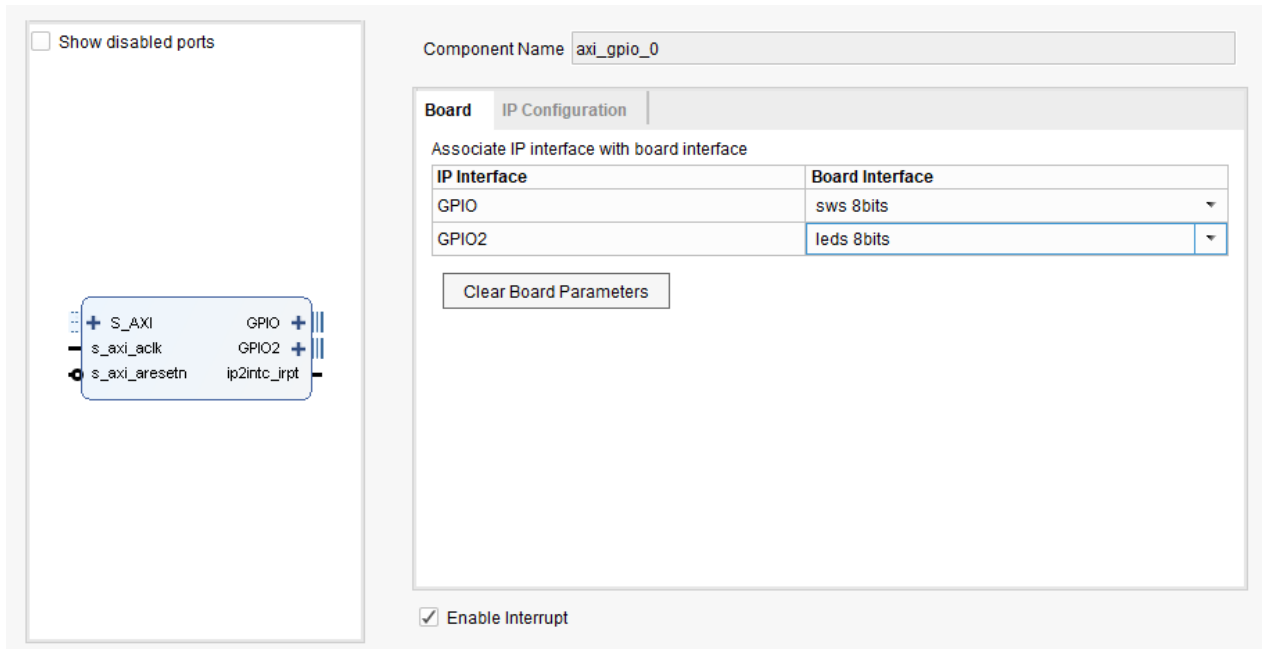 Show disabled ports
S_AXI
s_axi_aclk
s_axi_aresetn
GPIO
GPIO2
ip2intc_irpt
Component Name axi_gpio_0
Board IP Configuration
Associate IP interface with board interface
IP Interface Board Interface
GPIO sws 8bits
GPIO2 leds 8bits
Clear Board Parameters
Enable Interrupt